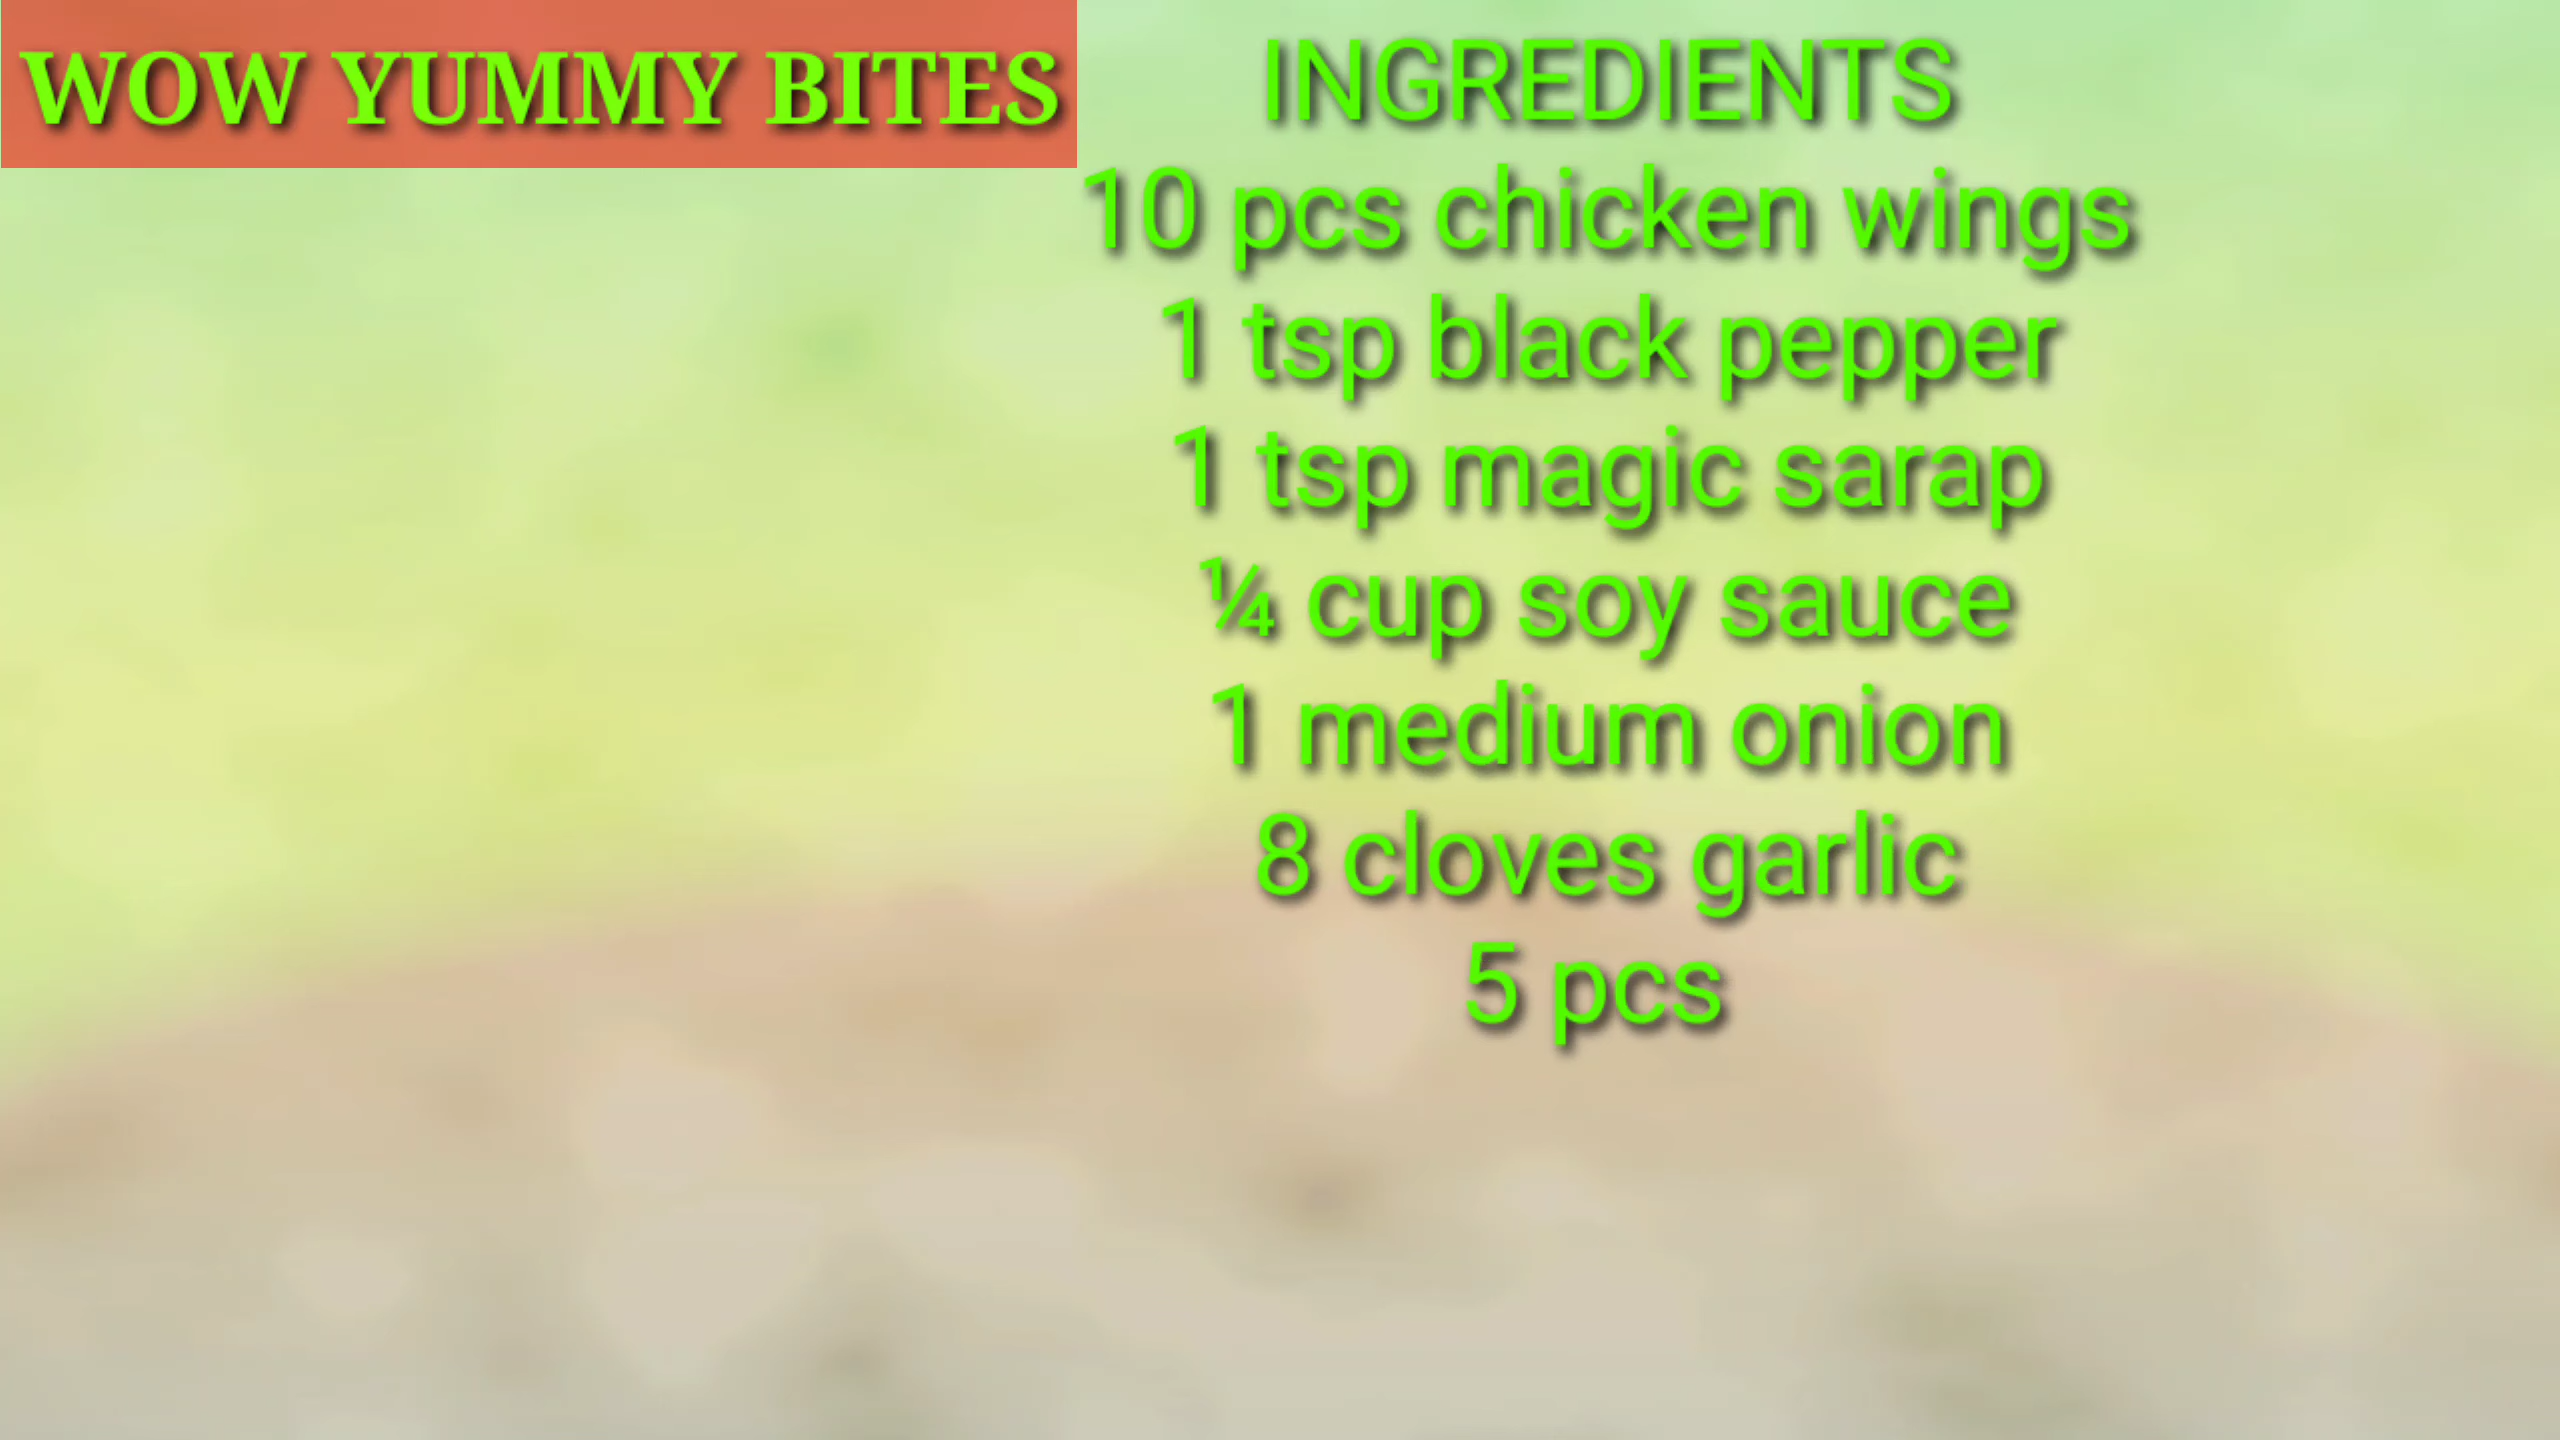 WOW YUMMY BITES
INGREDIENTS
10 pcs chicken wings
1 tsp black pepper
1 tsp magic sarap
¼ cup soy sauce
1 medium onion
8 cloves garlic
5 pcs